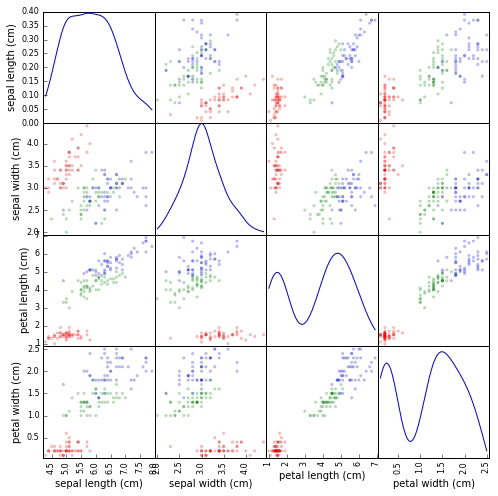 0.40
0.35
0.30
0.25
0.20
0.15
0.10
0.05
0.00
sepal length (cm)
4.0
3.5
3.0
2.5
2.0
sepal width (cm)
6
5
4
3
2
1
petal length (cm)
2.5
2.0
1.5
1.0
0.5
petal width (cm)
4.5 5.0 5.5 6.0 6.5 7.0 7.5 8.0
sepal length (cm)
2.5 3.0 3.5 4.0
sepal width (cm)
1 2 3 4 5 6 7
petal length (cm)
0.5 1.0 1.5 2.0 2.5
petal width (cm)